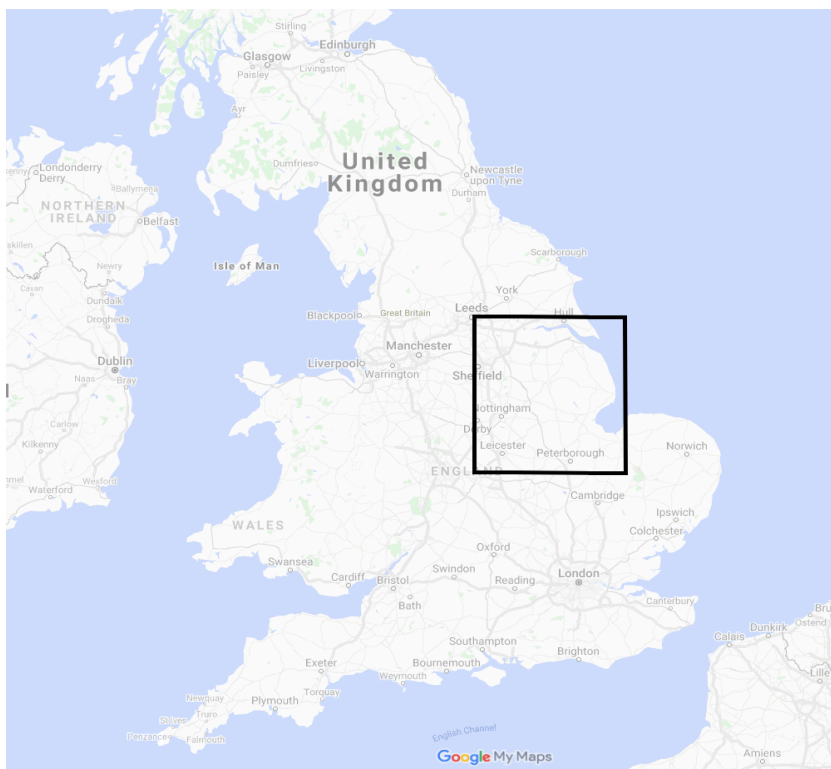 Stirling
Edinburgh
Glasgow
Livingston
Paisley
Ayr
United
Kingdom
Dumfries
Newcastle
upon Tyne
Durham
Londonderry
Derry
Ballymena
NORTHERN
IRELAND
Belfast
skillen
Newry
Isle of Man
Scarborough
Cavan
Dundalk
Drogheda
York
Leeds
Hull
Blackpool
Great Britain
Manchester
Liverpool
Warrington
Sheffield
Dublin
Naas
Bray
Nottingham
Derby
Carlow
Kilkenny
Leicester
Peterborough
Norwich
ENGLAND
Wexford
Waterford
Cambridge
Ipswich
Colchester
WALES
Oxford
Swansea
Cardiff
Bristol
Swindon
Reading
London
Bath
Canterbury
Bru
Ostend
Dunkirk
Calais
Southampton
Brighton
Lille
Exeter
Bournemouth
Weymouth
Torquay
Newquay
Plymouth
Truro
Penzance
Falmouth
English Channel
Google My Maps
Amiens